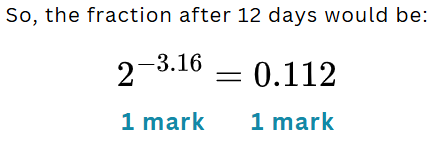 So, the fraction after 12 days would be:
2^−3.16 = 0.112
1 mark 1 mark